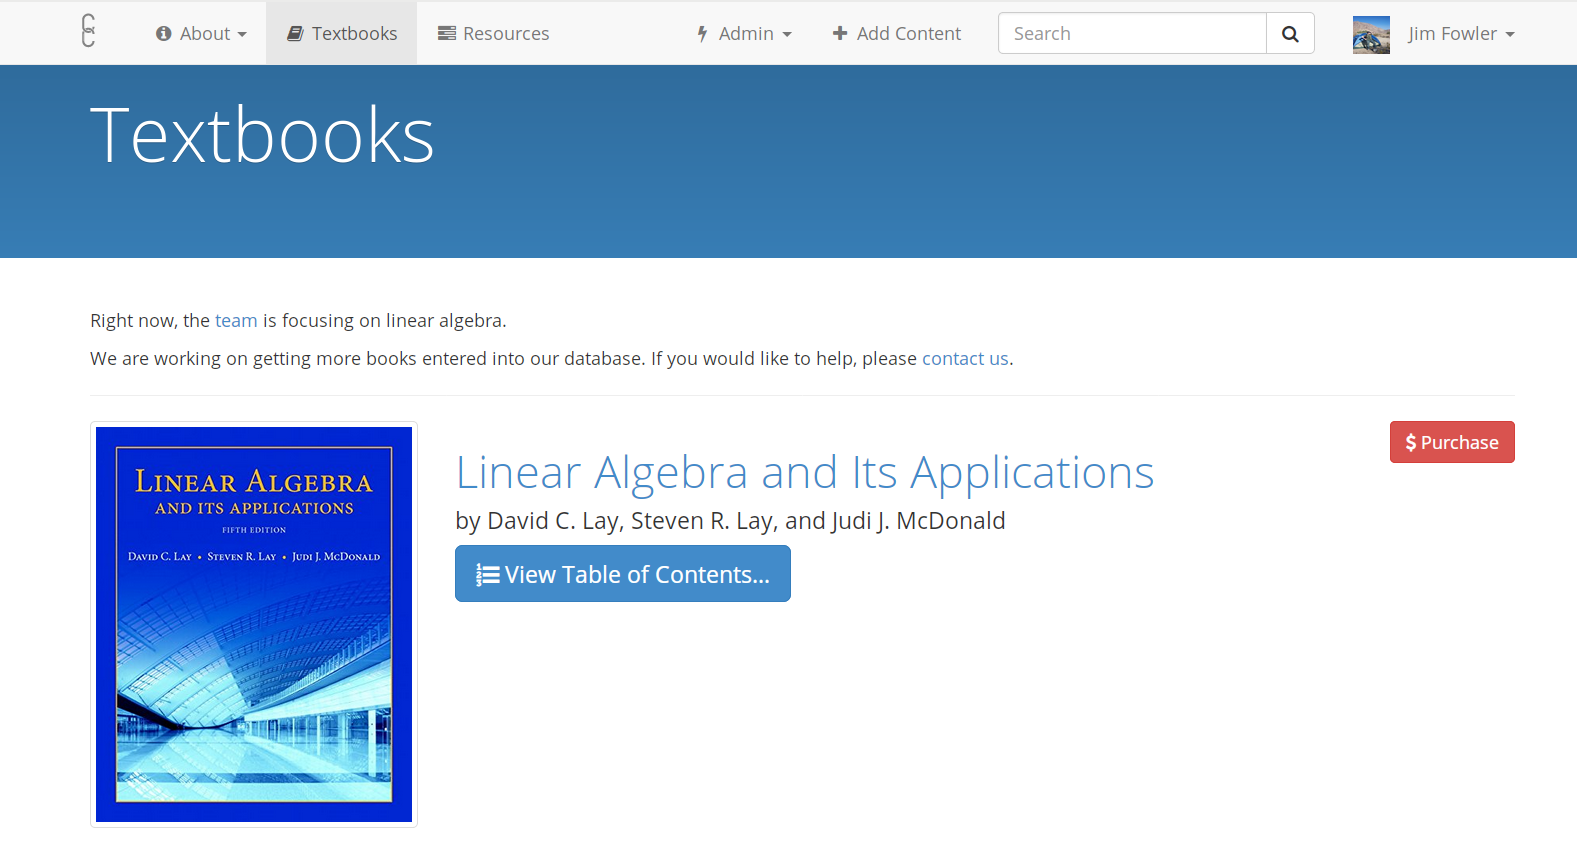 About Textbooks Resources Admin Add Content Search Jim Fowler
Textbooks
Right now, the team is focusing on linear algebra.
We are working on getting more books entered into our database. If you would like to help, please contact us.
$ Purchase
LINEAR ALGEBRA
AND ITS APPLICATIONS
FIFTH EDITION
DAVID C. LAY • STEVEN R. LAY • JUDI J. MCDONALD
Linear Algebra and Its Applications
by David C. Lay, Steven R. Lay, and Judi J. McDonald
View Table of Contents...